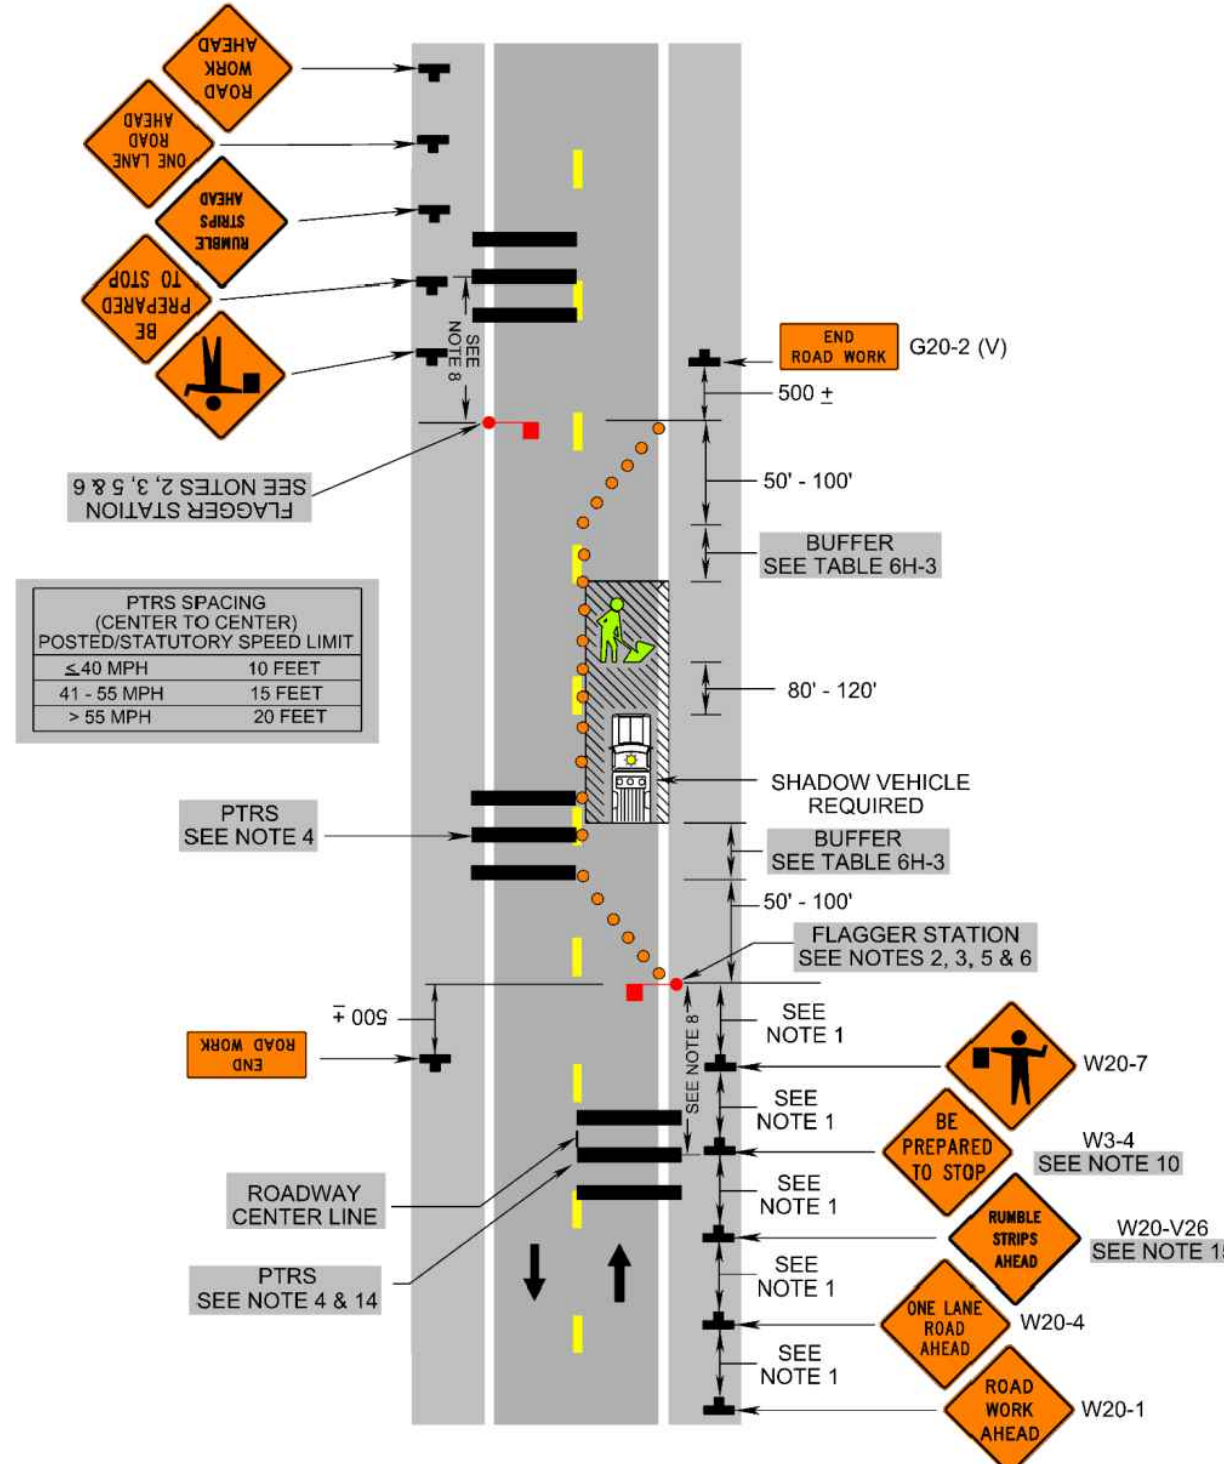 ROAD
WORK
AHEAD
ONE LANE
ROAD
AHEAD
RUMBLE
STRIPS
AHEAD
BE
PREPARED
TO STOP
SEE
NOTE 8
END
ROAD WORK
G20-2 (V)
500 ±
FLAGGER STATION
SEE NOTES 2, 3, 5 & 6
50' - 100'
BUFFER
SEE TABLE 6H-3
PTRS SPACING
(CENTER TO CENTER)
POSTED/STATUTORY SPEED LIMIT
≤40 MPH 10 FEET
41 - 55 MPH 15 FEET
> 55 MPH 20 FEET
80' - 120'
SHADOW VEHICLE
REQUIRED
PTRS
SEE NOTE 4
BUFFER
SEE TABLE 6H-3
50' - 100'
FLAGGER STATION
SEE NOTES 2, 3, 5 & 6
500 ±
END
ROAD WORK
SEE NOTE 8
SEE
NOTE 1
W20-7
SEE
NOTE 1
BE
PREPARED
TO STOP
W3-4
SEE NOTE 10
ROADWAY
CENTER LINE
SEE
NOTE 1
RUMBLE
STRIPS
AHEAD
W20-V26
SEE NOTE 15
PTRS
SEE NOTE 4 & 14
SEE
NOTE 1
ONE LANE
ROAD
AHEAD
W20-4
SEE
NOTE 1
ROAD
WORK
AHEAD
W20-1